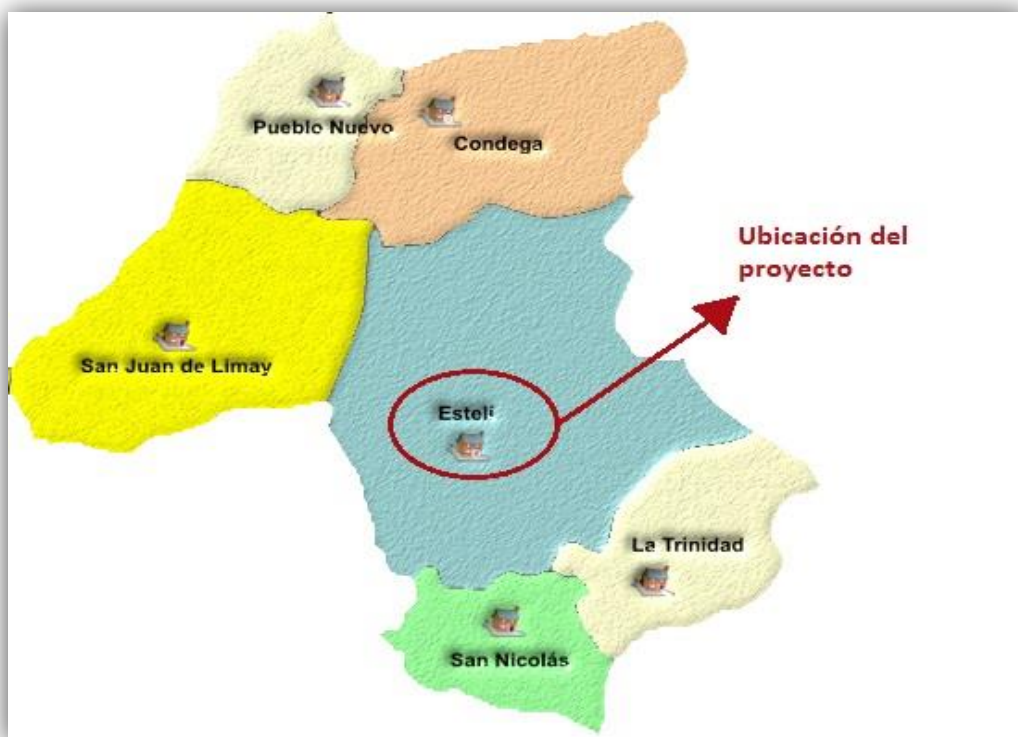 Pueblo Nuevo
Condega
Ubicación del
proyecto
San Juan de Limay
Estelí
La Trinidad
San Nicolás